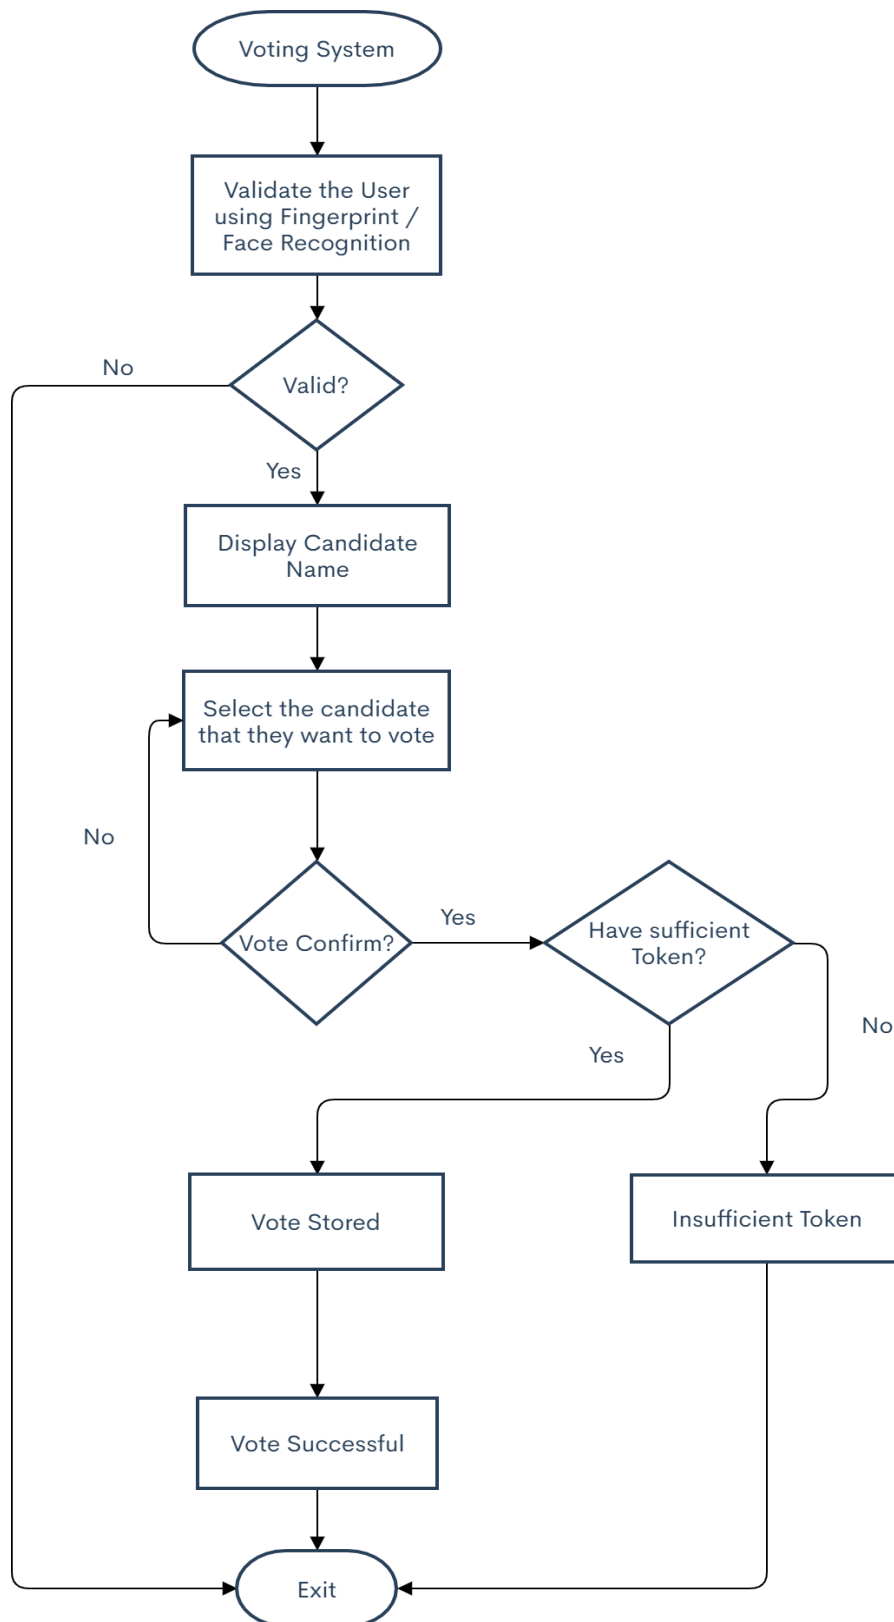 Voting System
Validate the User
using Fingerprint /
Face Recognition
No
Valid?
Yes
Display Candidate
Name
Select the candidate
that they want to vote
No
Yes
Vote Confirm?
Have sufficient
Token?
No
Yes
Vote Stored
Insufficient Token
Vote Successful
Exit